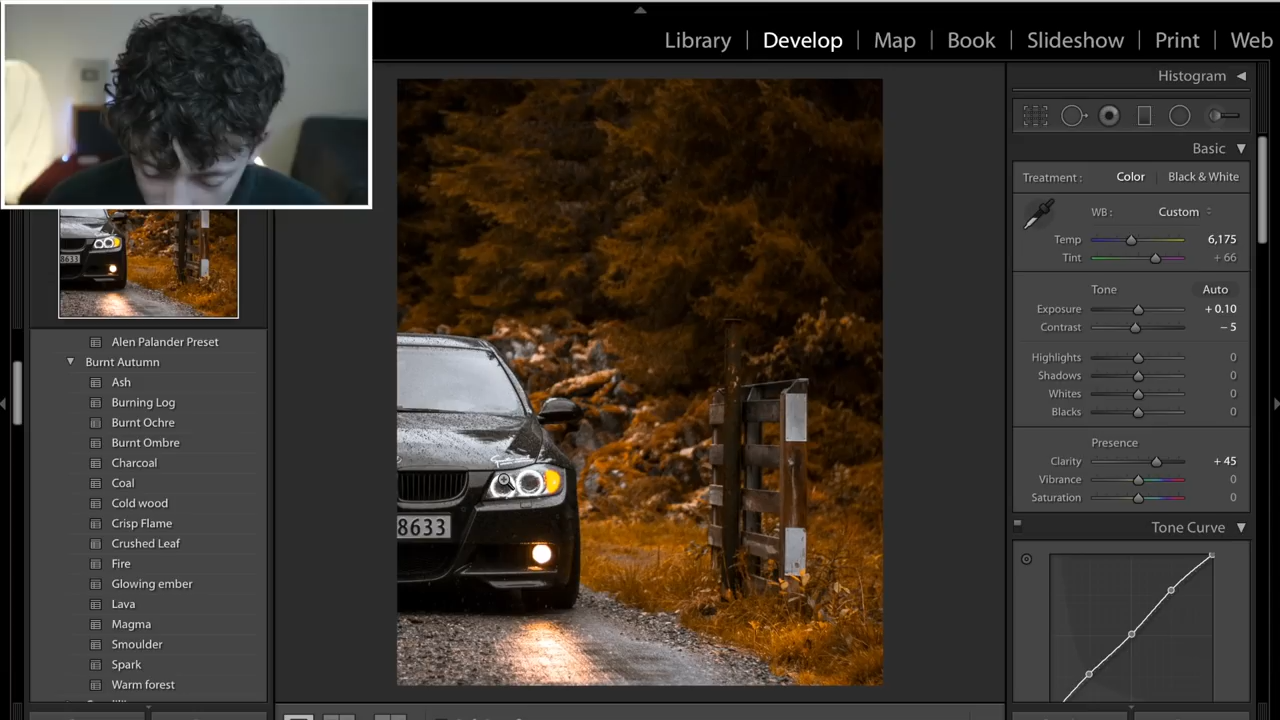 Library | Develop | Map | Book | Slideshow | Print | Web
Histogram
Basic
Treatment : Color | Black & White
WB : Custom
Temp 6,175
Tint + 66
Tone Auto
Exposure + 0.10
Contrast – 5
Highlights 0
Shadows 0
Whites 0
Blacks 0
Presence
Clarity + 45
Vibrance 0
Saturation 0
Tone Curve
Alen Palander Preset
Burnt Autumn
Ash
Burning Log
Burnt Ochre
Burnt Ombre
Charcoal
Coal
Cold wood
Crisp Flame
Crushed Leaf
Fire
Glowing ember
Lava
Magma
Smoulder
Spark
Warm forest
8633
8633